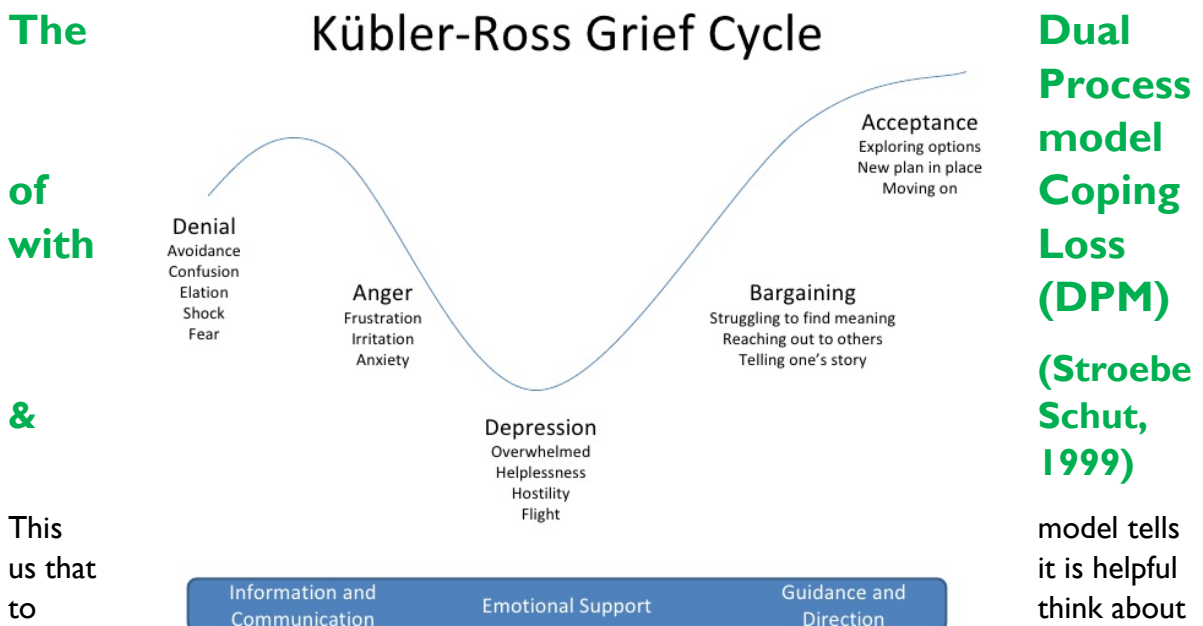 The Dual
Process
model
of Coping
with Loss
(DPM)
(Stroebe
& Schut,
1999)
This model tells
us that it is helpful
to think about
Kübler-Ross Grief Cycle
Denial
Avoidance
Confusion
Elation
Shock
Fear
Anger
Frustration
Irritation
Anxiety
Depression
Overwhelmed
Helplessness
Hostility
Flight
Bargaining
Struggling to find meaning
Reaching out to others
Telling one's story
Acceptance
Exploring options
New plan in place
Moving on
Information and
Communication
Emotional Support
Guidance and
Direction